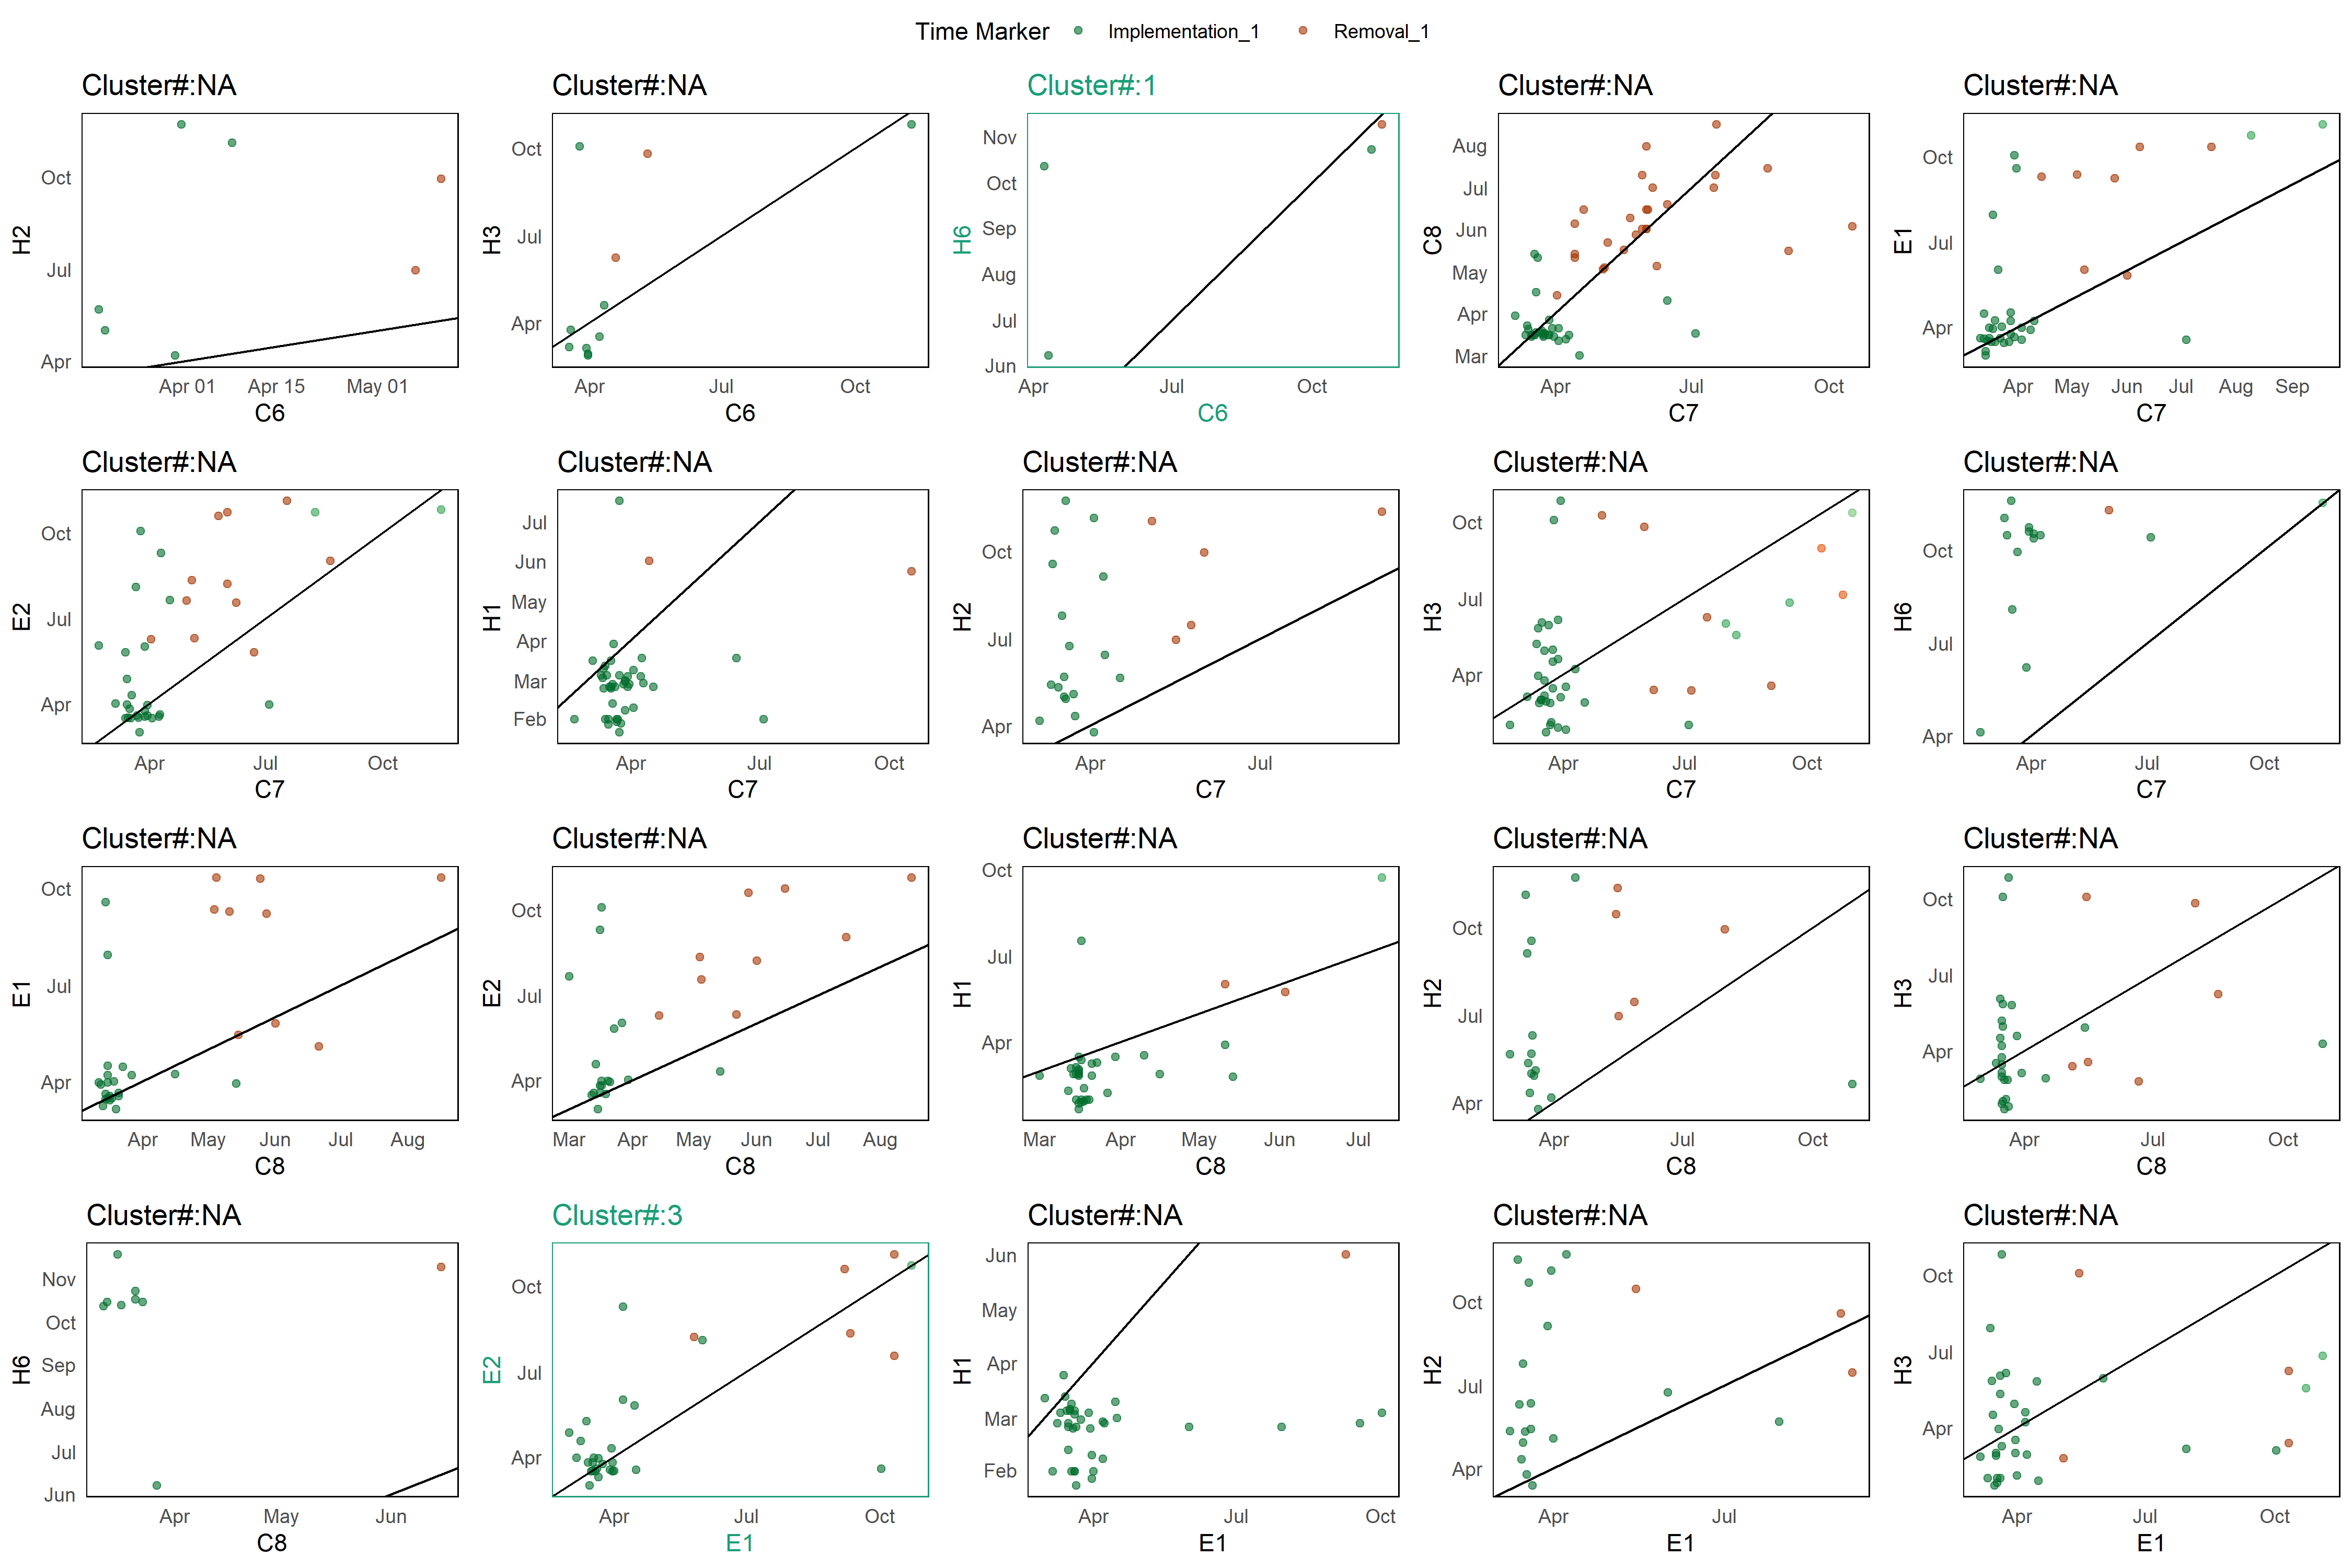 Time Marker Implementation_1 Removal_1
Cluster#:NA Cluster#:NA Cluster#:1 Cluster#:NA Cluster#:NA
H2
Oct
Jul
Apr
Apr 01 Apr 15 May 01
C6
H3
Oct
Jul
Apr
Apr Jul Oct
C6
H6
Nov
Oct
Sep
Aug
Jul
Jun
Apr Jul Oct
C6
C8
Aug
Jul
Jun
May
Apr
Mar
Apr Jul Oct
C7
E1
Oct
Jul
Apr
Apr May Jun Jul Aug Sep
C7
Cluster#:NA Cluster#:NA Cluster#:NA Cluster#:NA Cluster#:NA
E2
Oct
Jul
Apr
Apr Jul Oct
C7
H1
Jul
Jun
May
Apr
Mar
Feb
Apr Jul Oct
C7
H2
Oct
Jul
Apr
Apr Jul
C7
H3
Oct
Jul
Apr
Apr Jul Oct
C7
H6
Oct
Jul
Apr
Apr Jul Oct
C7
Cluster#:NA Cluster#:NA Cluster#:NA Cluster#:NA Cluster#:NA
E1
Oct
Jul
Apr
Apr May Jun Jul Aug
C8
E2
Oct
Jul
Apr
Mar Apr May Jun Jul Aug
C8
H1
Oct
Jul
Apr
Mar Apr May Jun Jul
C8
H2
Oct
Jul
Apr
Apr Jul Oct
C8
H3
Oct
Jul
Apr
Apr Jul Oct
C8
Cluster#:NA Cluster#:3 Cluster#:NA Cluster#:NA Cluster#:NA
H6
Nov
Oct
Sep
Aug
Jul
Jun
Apr May Jun
C8
E2
Oct
Jul
Apr
Apr Jul Oct
E1
H1
Jun
May
Apr
Mar
Feb
Apr Jul Oct
E1
H2
Oct
Jul
Apr
Apr Jul
E1
H3
Oct
Jul
Apr
Apr Jul Oct
E1